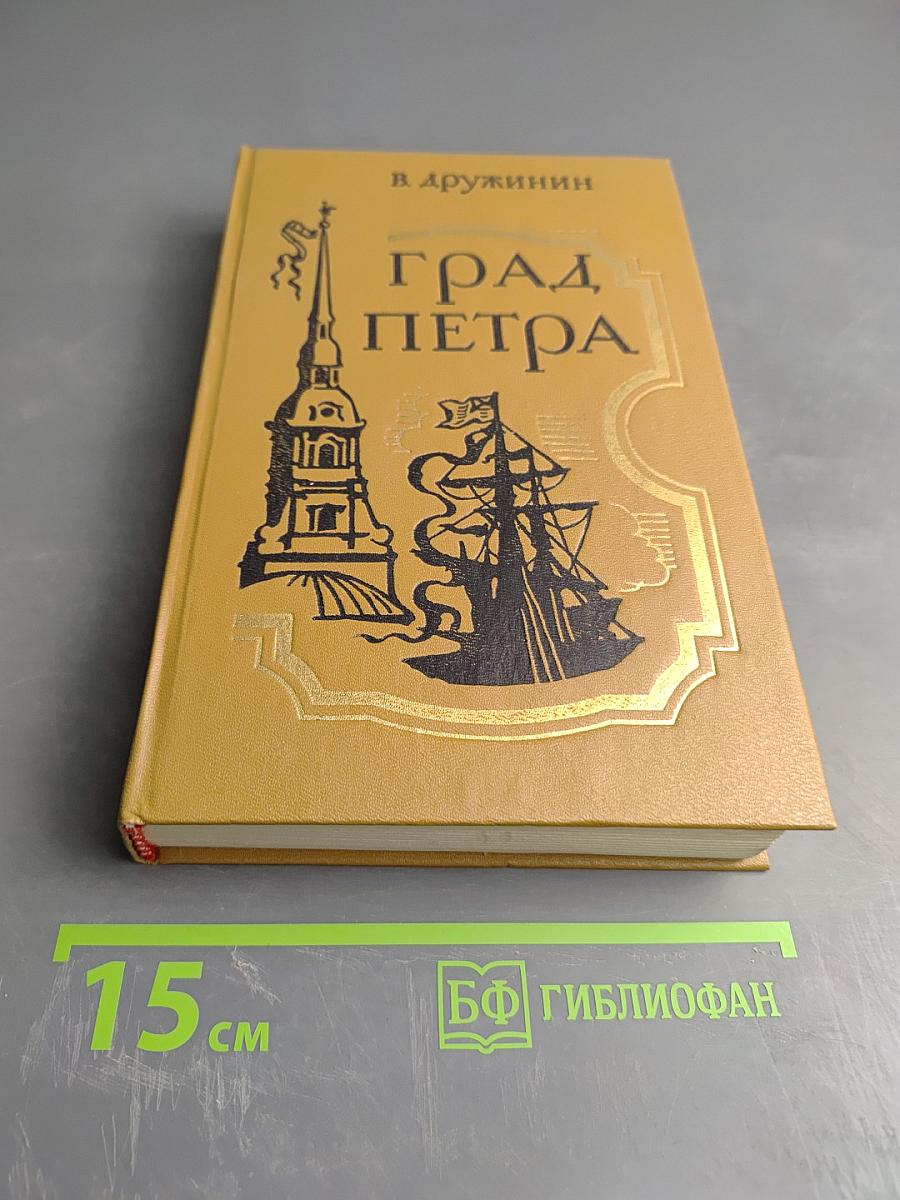 В. ДРУЖИНИН
ГРАД
ПЕТРА
15 см
БФ ГИБЛИОФАН